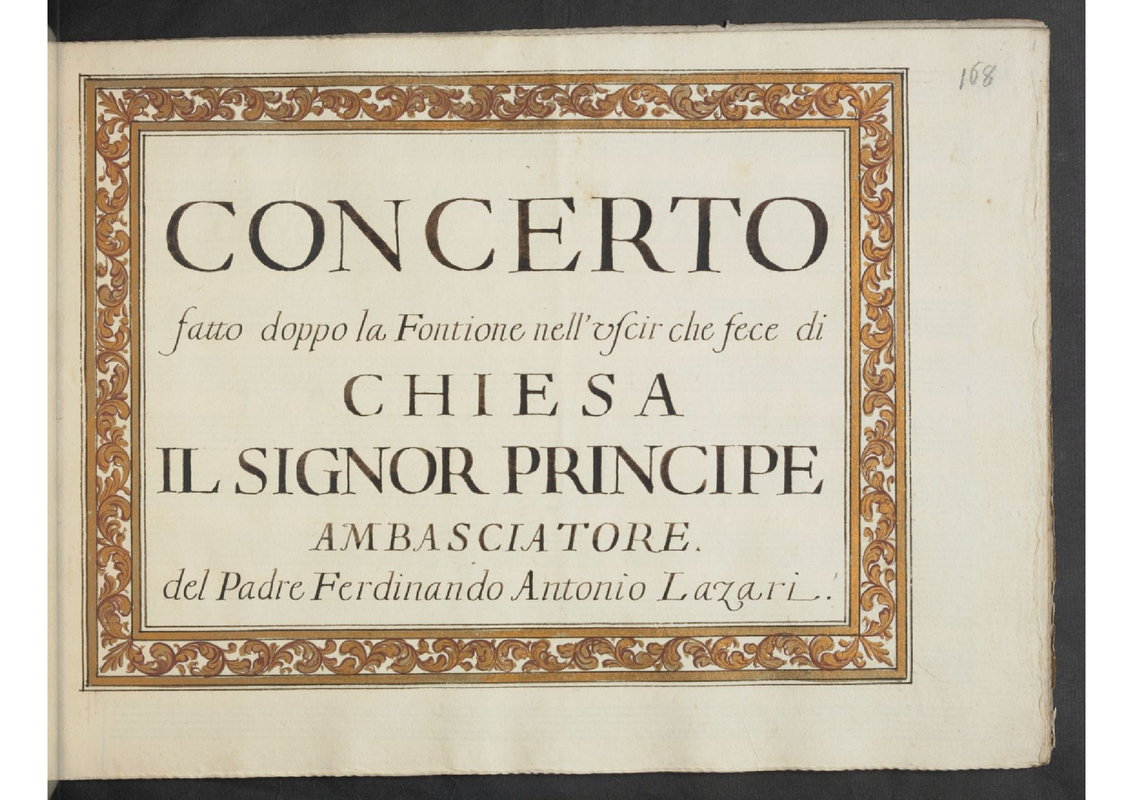 168
CONCERTO
fatto doppo la Fontione nell'vſcir che fece di
CHIESA
IL SIGNOR PRINCIPE
AMBASCIATORE.
del Padre Ferdinando Antonio Lazari.